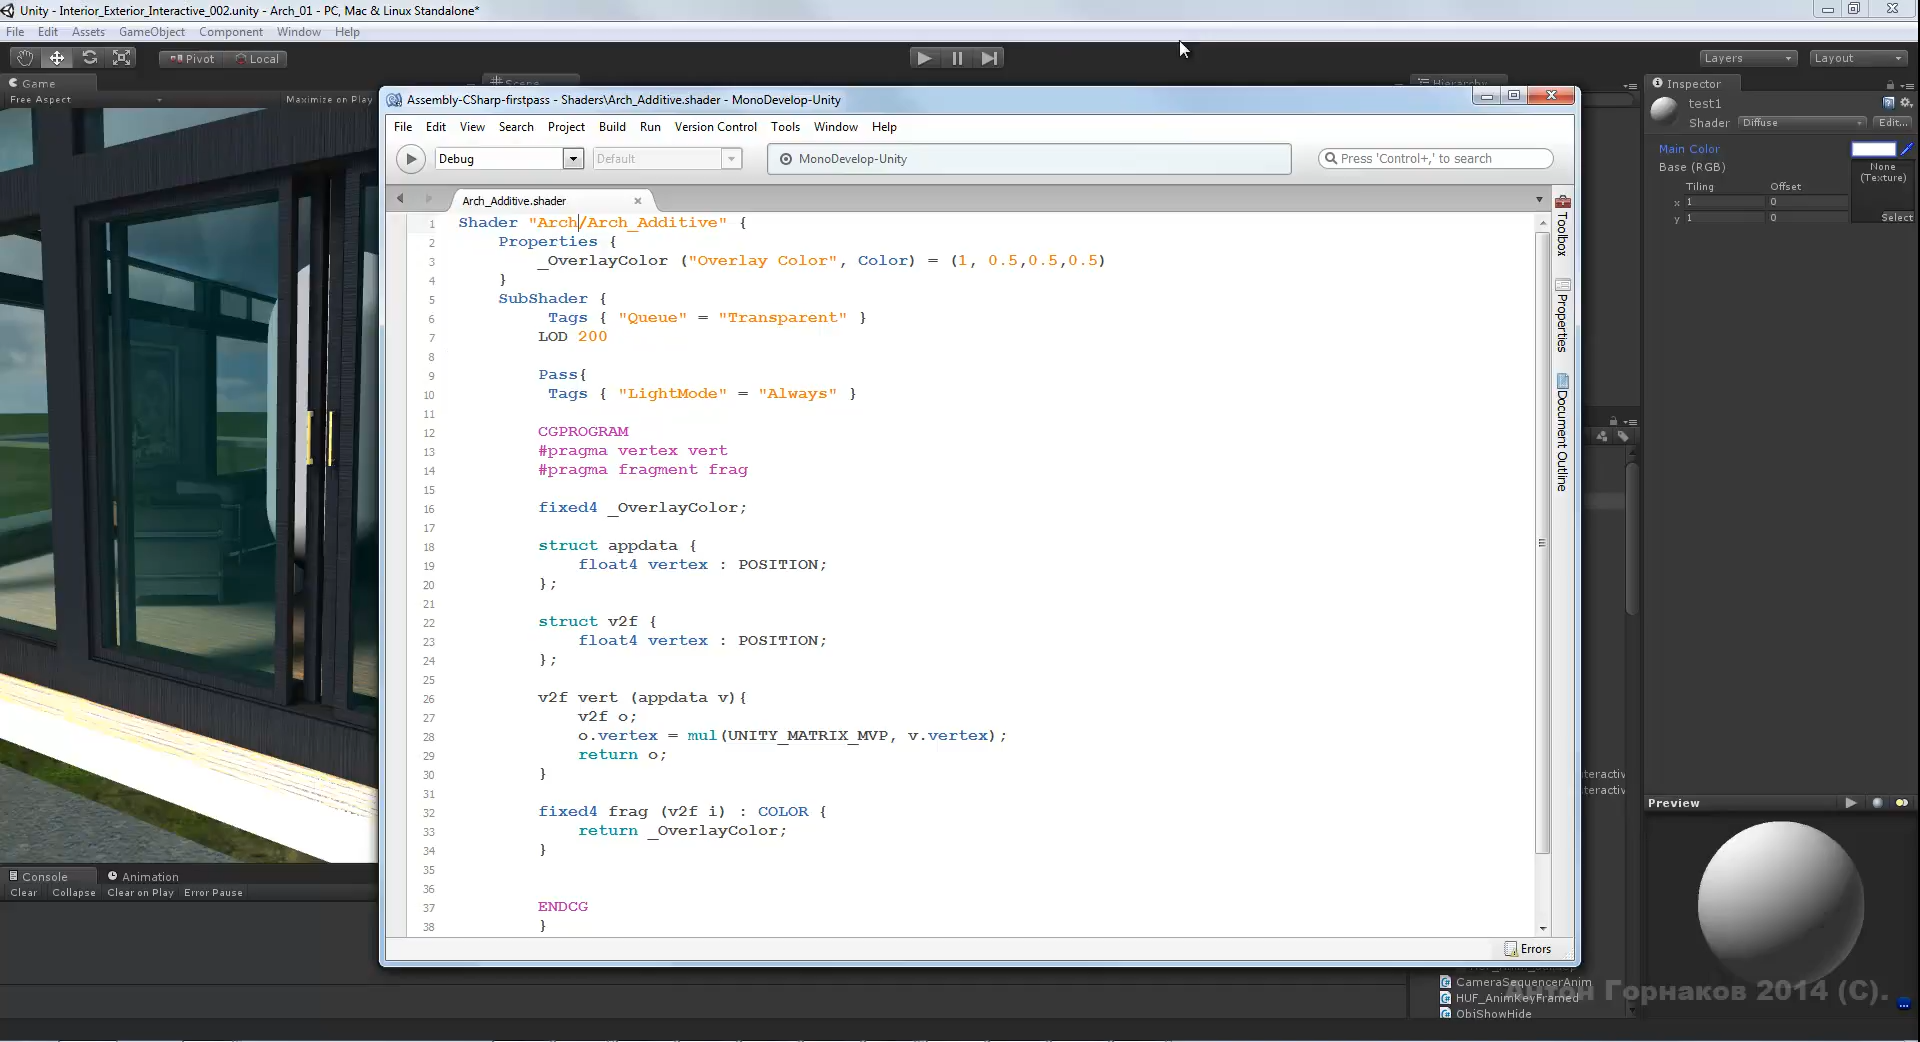 Unity - Interior_Exterior_Interactive_002.unity - Arch_01 - PC, Mac & Linux Standalone*
File Edit Assets GameObject Component Window Help
Pivot Local Layers Layout
Game
Free Aspect Maximize on Play
Scene
Hierarchy
Inspector
test1
Shader Diffuse Edit...
Main Color
Base (RGB)
None
(Texture)
Tiling Offset
x 1 0
y 1 0
Select
Assembly-CSharp-firstpass - Shaders\Arch_Additive.shader - MonoDevelop-Unity
File Edit View Search Project Build Run Version Control Tools Window Help
Debug Default MonoDevelop-Unity Press 'Control+,' to search
Arch_Additive.shader
1 Shader "Arch/Arch_Additive" {
2 Properties {
3 _OverlayColor ("Overlay Color", Color) = (1, 0.5,0.5,0.5)
4 }
5 SubShader {
6 Tags { "Queue" = "Transparent" }
7 LOD 200
8
9 Pass{
10 Tags { "LightMode" = "Always" }
11
12 CGPROGRAM
13 #pragma vertex vert
14 #pragma fragment frag
15
16 fixed4 _OverlayColor;
17
18 struct appdata {
19 float4 vertex : POSITION;
20 };
21
22 struct v2f {
23 float4 vertex : POSITION;
24 };
25
26 v2f vert (appdata v){
27 v2f o;
28 o.vertex = mul(UNITY_MATRIX_MVP, v.vertex);
29 return o;
30 }
31
32 fixed4 frag (v2f i) : COLOR {
33 return _OverlayColor;
34 }
35
36
37 ENDCG
38 }
Toolbox
Properties
Document Outline
Errors
Preview
Console Animation
Clear Collapse Clear on Play Error Pause
CameraSequencerAnim
HUF_AnimKeyFramed
ObjShowHide
Антон Горнаков 2014 (C).